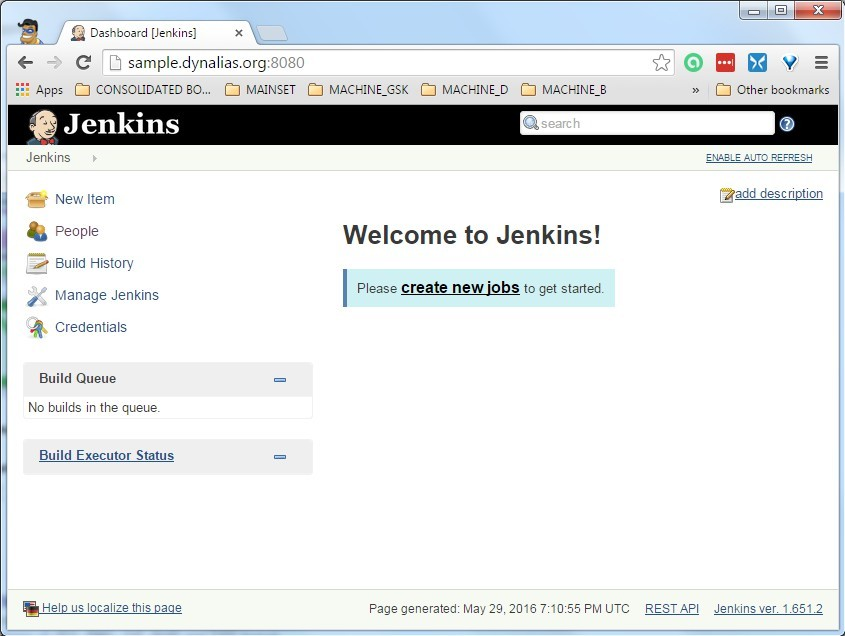 Dashboard [Jenkins]
sample.dynalias.org:8080
Apps CONSOLIDATED BO... MAINSET MACHINE_GSK MACHINE_D MACHINE_B » Other bookmarks
Jenkins search
Jenkins ENABLE AUTO REFRESH
add description
New Item
People
Build History
Manage Jenkins
Credentials
Welcome to Jenkins!
Please create new jobs to get started.
Build Queue
No builds in the queue.
Build Executor Status
Help us localize this page Page generated: May 29, 2016 7:10:55 PM UTC REST API Jenkins ver. 1.651.2